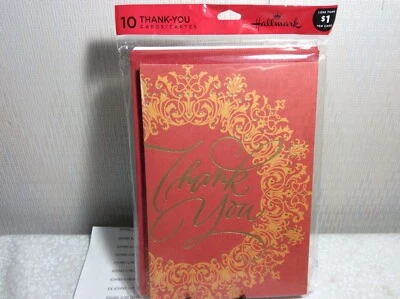 10 THANK-YOU
CARDS/CARTES
Hallmark
LESS THAN
$1
PER CARD
Thank
You